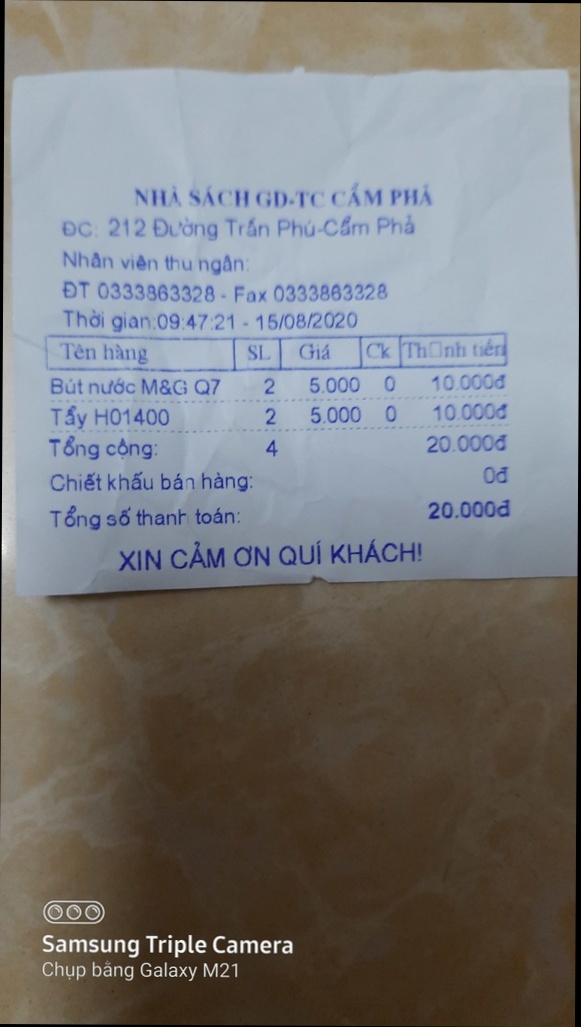 NHÀ SÁCH GD-TC CẨM PHẢ
ĐC: 212 Đường Trần Phú-Cẩm Phả
Nhân viên thu ngân:
ĐT 0333863328 - Fax 0333863328
Thời gian:09:47:21 - 15/08/2020
Tên hàng SL Giá Ck Th□nh tiền
Bút nước M&G Q7 2 5.000 0 10.000đ
Tẩy H01400 2 5.000 0 10.000đ
Tổng cộng: 4 20.000đ
Chiết khấu bán hàng: 0đ
Tổng số thanh toán: 20.000đ
XIN CẢM ƠN QUÍ KHÁCH!
Samsung Triple Camera
Chụp bằng Galaxy M21